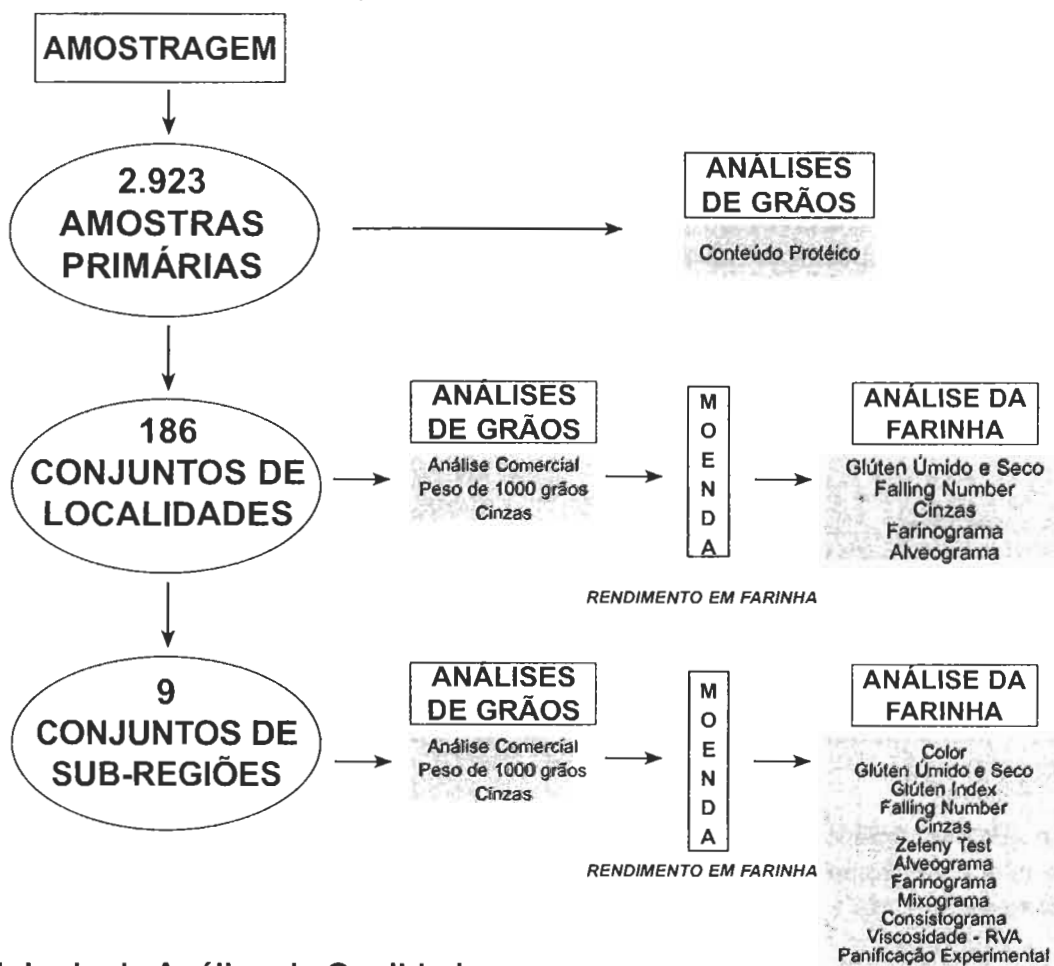 AMOSTRAGEM
2.923
AMOSTRAS
PRIMÁRIAS
ANÁLISES
DE GRÃOS
Conteúdo Protéico
186
CONJUNTOS DE
LOCALIDADES
ANÁLISES
DE GRÃOS
Análise Comercial
Peso de 1000 grãos
Cinzas
M
O
E
N
D
A
RENDIMENTO EM FARINHA
ANÁLISE DA
FARINHA
Glúten Úmido e Seco
Falling Number
Cinzas
Farinograma
Alveograma
9
CONJUNTOS DE
SUB-REGIÕES
ANÁLISES
DE GRÃOS
Análise Comercial
Peso de 1000 grãos
Cinzas
M
O
E
N
D
A
RENDIMENTO EM FARINHA
ANÁLISE DA
FARINHA
Color
Glúten Úmido e Seco
Glúten Index
Falling Number
Cinzas
Zeleny Test
Alveograma
Farinograma
Mixograma
Consistograma
Viscosidade - RVA
Panificação Experimental